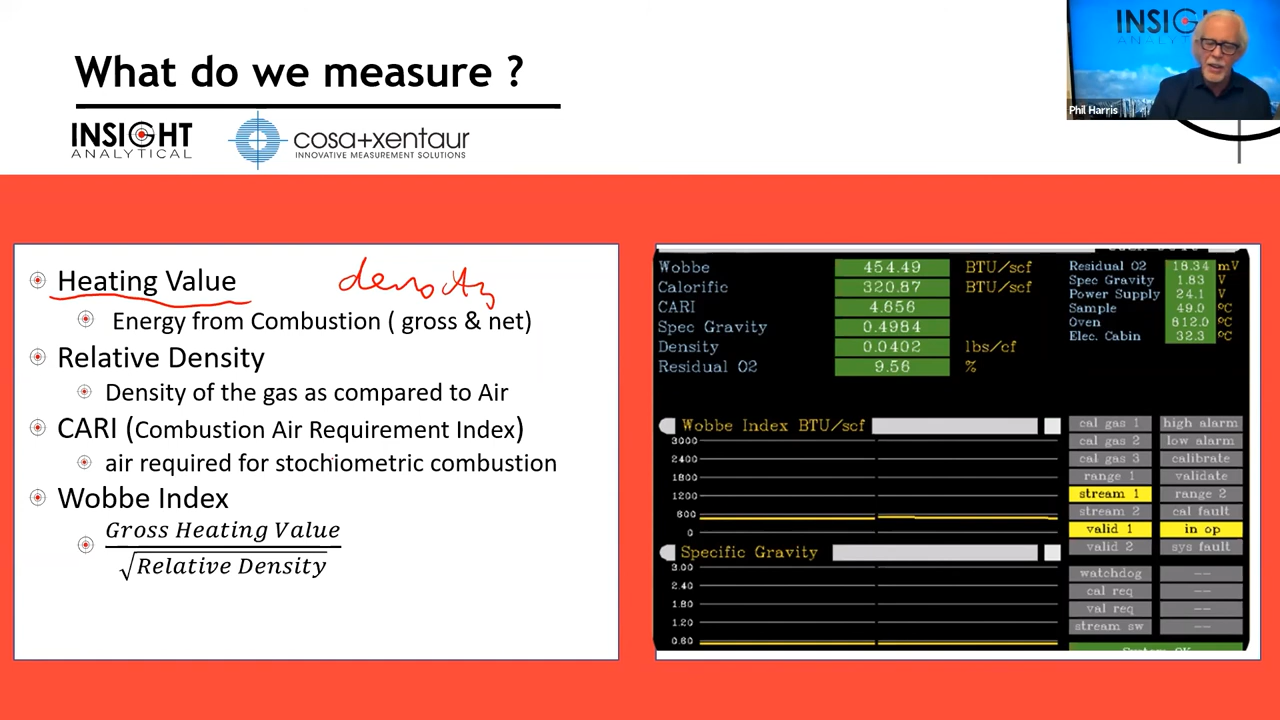 What do we measure ?
INSIGHT
ANALYTICAL
cosa+xentaur
INNOVATIVE MEASUREMENT SOLUTIONS
INSIG
ANALYTI
Phil Harris
Heating Value
density
Energy from Combustion ( gross & net)
Relative Density
Density of the gas as compared to Air
CARI (Combustion Air Requirement Index)
air required for stochiometric combustion
Wobbe Index
Gross Heating Value
√Relative Density
Wobbe 454.49 BTU/scf
Calorific 320.87 BTU/scf
CARI 4.656
Spec Gravity 0.4984
Density 0.0402 lbs/cf
Residual O2 9.56 %
Residual O2 18.34 mV
Spec Gravity 1.83 V
Power Supply 24.1 V
Sample 49.0 ºC
Oven 812.0 ºC
Elec. Cabin 32.3 ºC
Wobbe Index BTU/scf
3000
2400
1800
1200
600
0
Specific Gravity
3.00
2.40
1.80
1.20
0.60
cal gas 1 high alarm
cal gas 2 low alarm
cal gas 3 calibrate
range 1 validate
stream 1 range 2
stream 2 cal fault
valid 1 in op
valid 2 sys fault
watchdog --
cal req --
val req --
stream sw --
System OK